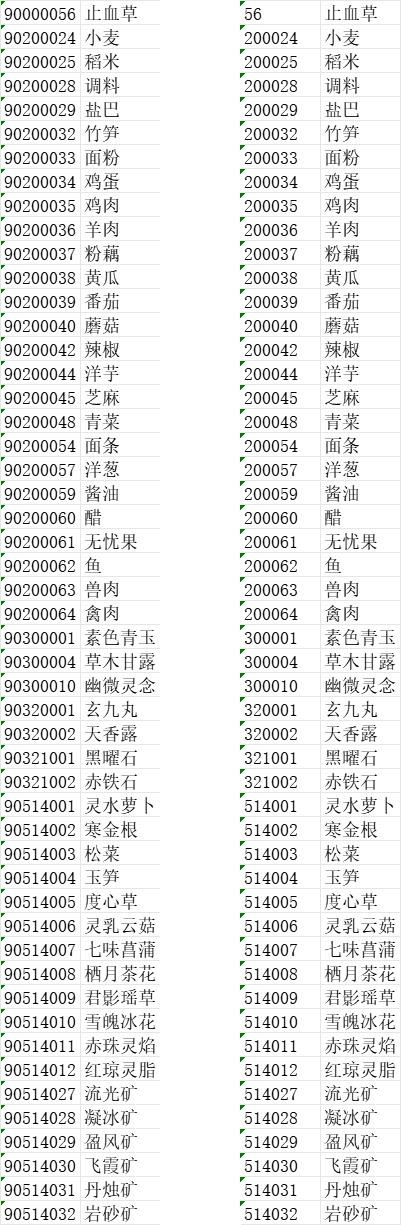 90000056 止血草 56 止血草
90200024 小麦 200024 小麦
90200025 稻米 200025 稻米
90200028 调料 200028 调料
90200029 盐巴 200029 盐巴
90200032 竹笋 200032 竹笋
90200033 面粉 200033 面粉
90200034 鸡蛋 200034 鸡蛋
90200035 鸡肉 200035 鸡肉
90200036 羊肉 200036 羊肉
90200037 粉藕 200037 粉藕
90200038 黄瓜 200038 黄瓜
90200039 番茄 200039 番茄
90200040 蘑菇 200040 蘑菇
90200042 辣椒 200042 辣椒
90200044 洋芋 200044 洋芋
90200045 芝麻 200045 芝麻
90200048 青菜 200048 青菜
90200054 面条 200054 面条
90200057 洋葱 200057 洋葱
90200059 酱油 200059 酱油
90200060 醋 200060 醋
90200061 无忧果 200061 无忧果
90200062 鱼 200062 鱼
90200063 兽肉 200063 兽肉
90200064 禽肉 200064 禽肉
90300001 素色青玉 300001 素色青玉
90300004 草木甘露 300004 草木甘露
90300010 幽微灵念 300010 幽微灵念
90320001 玄九丸 320001 玄九丸
90320002 天香露 320002 天香露
90321001 黑曜石 321001 黑曜石
90321002 赤铁石 321002 赤铁石
90514001 灵水萝卜 514001 灵水萝卜
90514002 寒金根 514002 寒金根
90514003 松菜 514003 松菜
90514004 玉笋 514004 玉笋
90514005 度心草 514005 度心草
90514006 灵乳云菇 514006 灵乳云菇
90514007 七味菖蒲 514007 七味菖蒲
90514008 栖月茶花 514008 栖月茶花
90514009 君影瑶草 514009 君影瑶草
90514010 雪魄冰花 514010 雪魄冰花
90514011 赤珠灵焰 514011 赤珠灵焰
90514012 红琼灵脂 514012 红琼灵脂
90514027 流光矿 514027 流光矿
90514028 凝冰矿 514028 凝冰矿
90514029 盈风矿 514029 盈风矿
90514030 飞霞矿 514030 飞霞矿
90514031 丹烛矿 514031 丹烛矿
90514032 岩砂矿 514032 岩砂矿